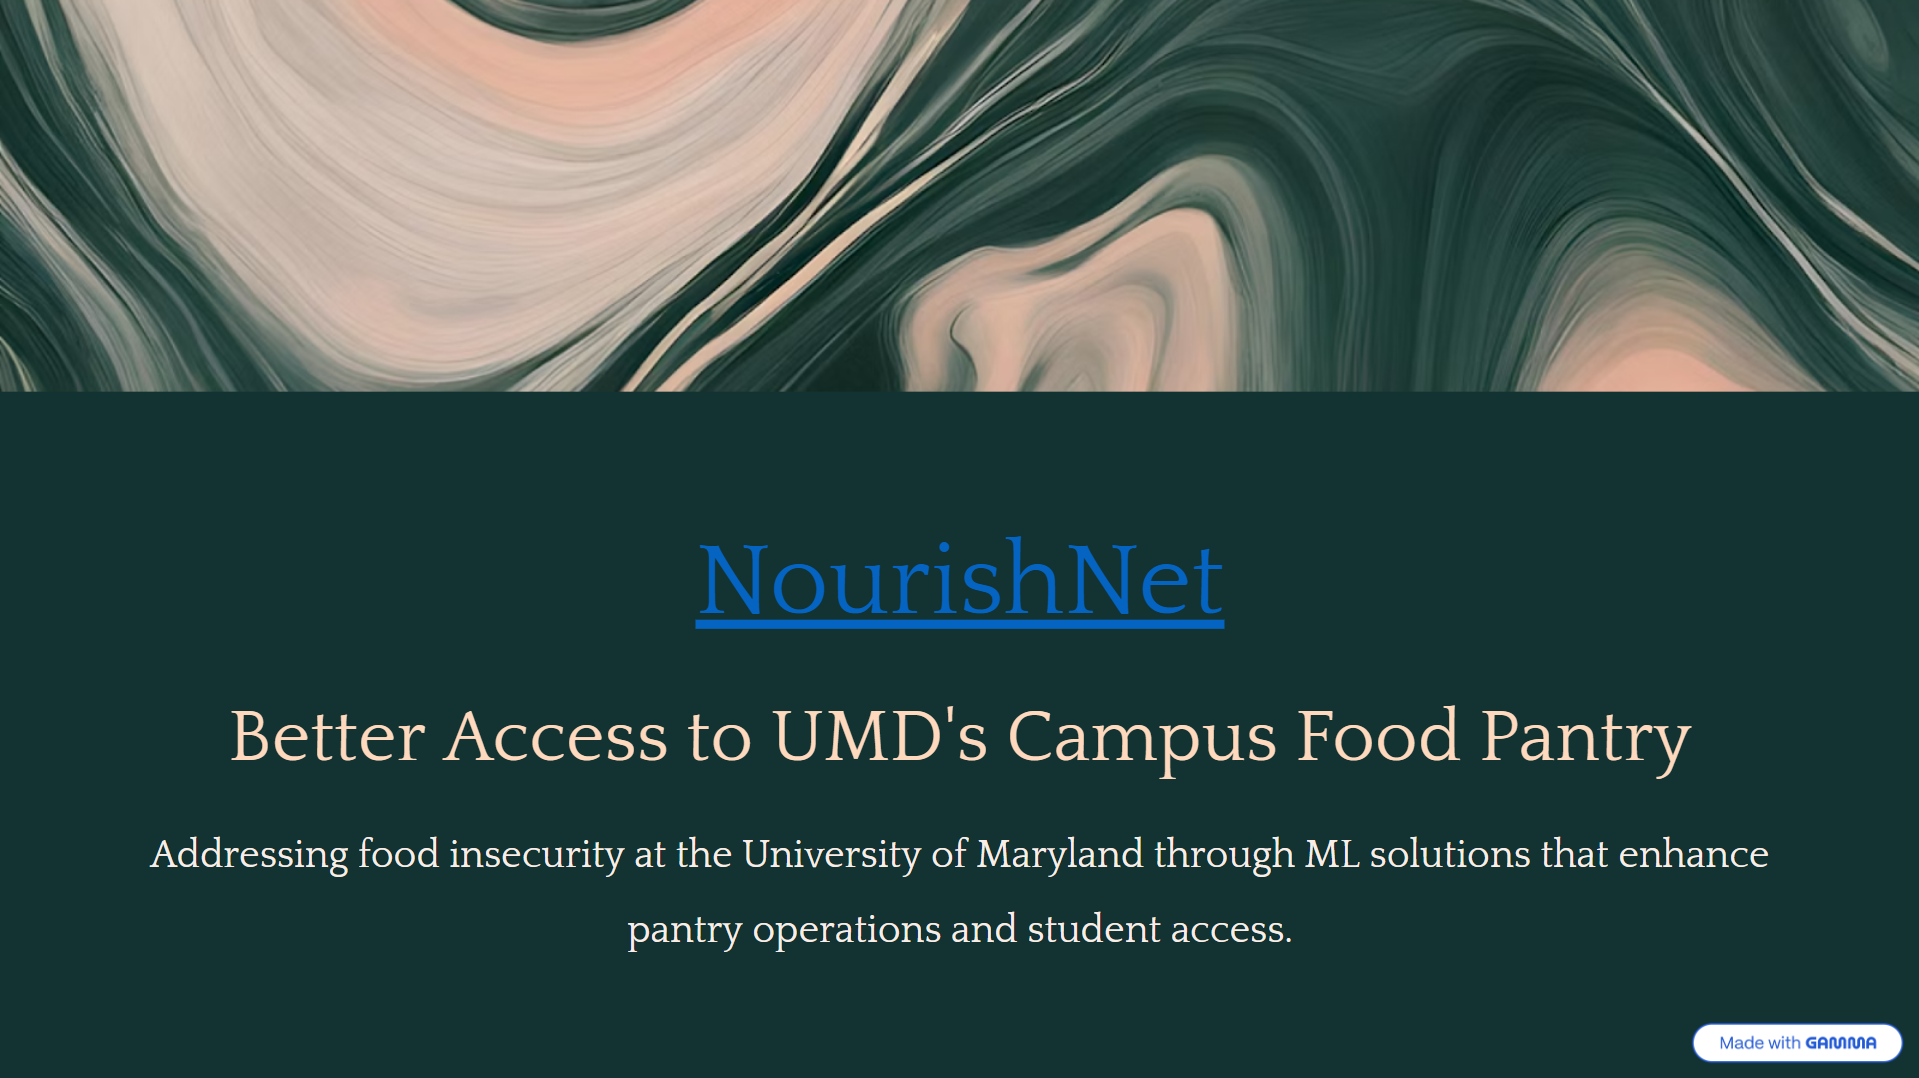 NourishNet
Better Access to UMD's Campus Food Pantry
Addressing food insecurity at the University of Maryland through ML solutions that enhance
pantry operations and student access.
Made with GAMMA